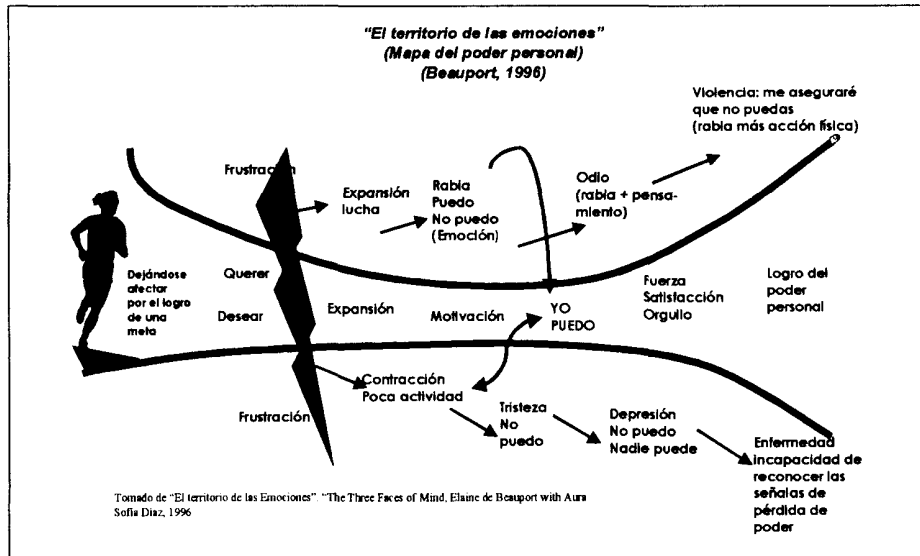 "El territorio de las emociones"
(Mapa del poder personal)
(Beauport, 1996)
Violencia: me aseguraré
que no puedas
(rabia más acción física)
Frustración
Expansión
lucha
Rabia
Puedo
No puedo
(Emoción)
Odio
(rabia + pensa-
miento)
Dejándose
afectar
por el logro
de una
meta
Querer
Desear
Expansión
Motivación
YO
PUEDO
Fuerza
Satisfacción
Orgullo
Logro del
poder
personal
Frustración
Contracción
Poca actividad
Tristeza
No
puedo
Depresión
No puedo
Nadie puede
Enfermedad
incapacidad de
reconocer las
señalas de
pérdida de
poder
Tomado de "El territorio de las Emociones". "The Three Faces of Mind, Elaine de Beauport with Aura
Sofia Diaz, 1996